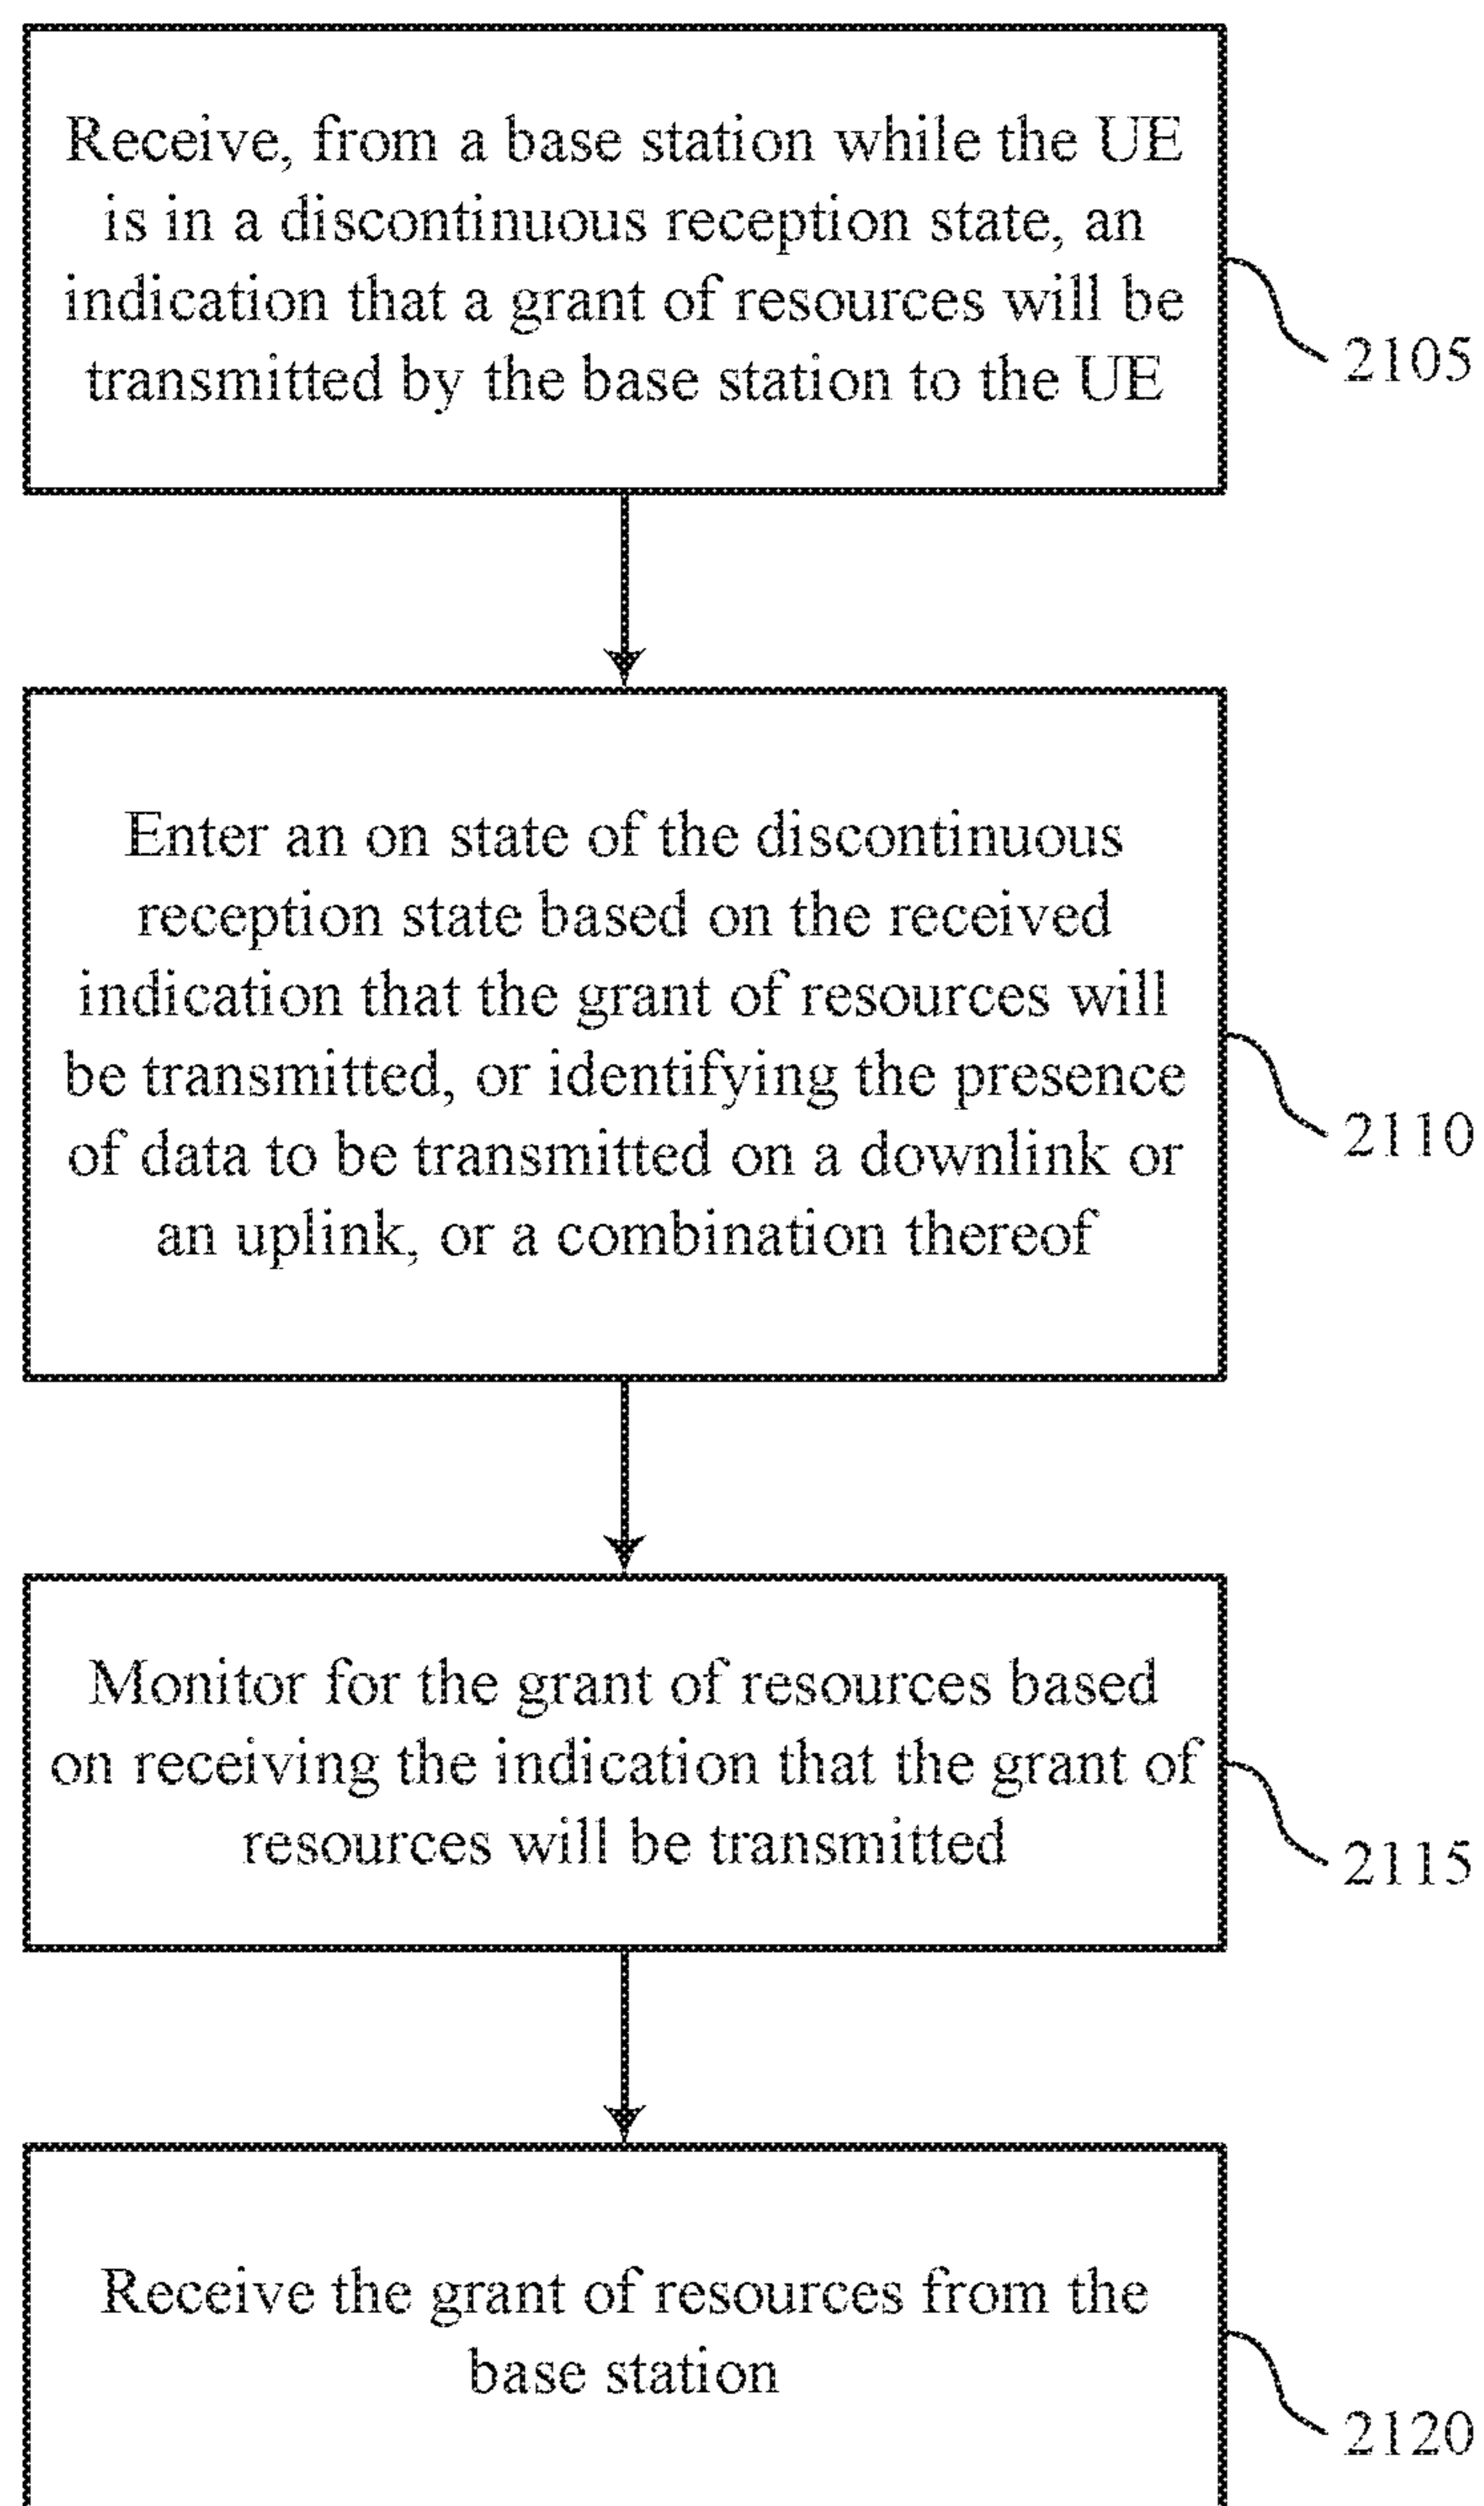 Receive, from a base station while the UE
is in a discontinuous reception state, an
indication that a grant of resources will be
transmitted by the base station to the UE
2105
Enter an on state of the discontinuous
reception state based on the received
indication that the grant of resources will
be transmitted, or identifying the presence
of data to be transmitted on a downlink or
an uplink, or a combination thereof
2110
Monitor for the grant of resources based
on receiving the indication that the grant of
resources will be transmitted
2115
Receive the grant of resources from the
base station
2120